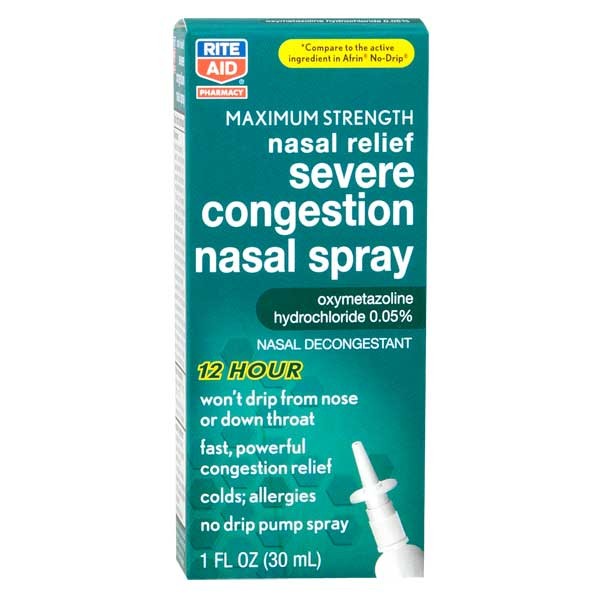 RITE
AID
®
PHARMACY
*Compare to the active
ingredient in Afrin® No-Drip®
MAXIMUM STRENGTH
nasal relief
severe
congestion
nasal spray
oxymetazoline
hydrochloride 0.05%
NASAL DECONGESTANT
12 HOUR
won't drip from nose
or down throat
fast, powerful
congestion relief
colds; allergies
no drip pump spray
1 FL OZ (30 mL)